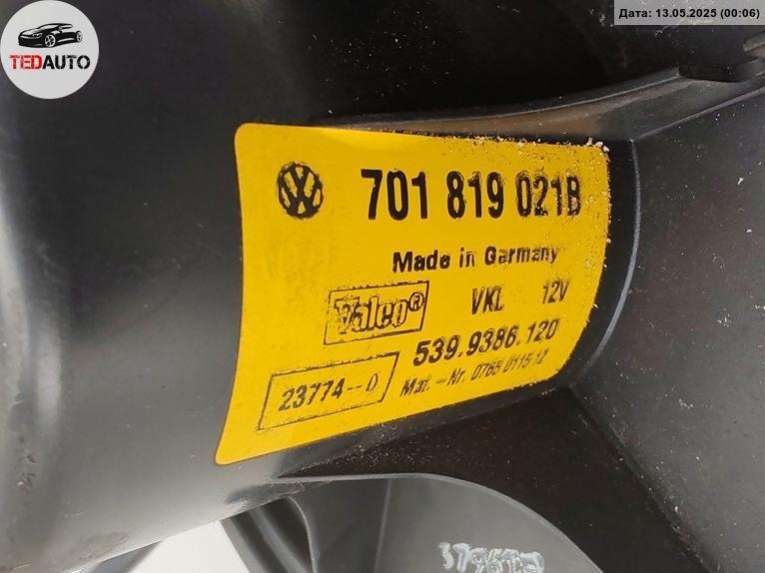 Дата: 13.05.2025 (00:06)
TEDAUTO
701 819 021B
Made in Germany
Valeo® VKL 12V
539.9386.120
23774--0
Mat.-Nr. 0765 0115 12